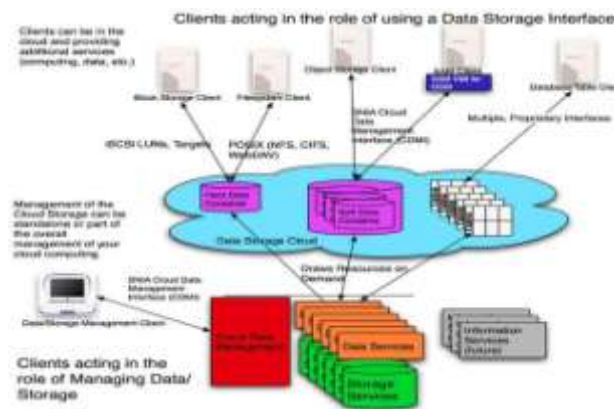 Clients acting in the role of using a Data Storage Interface
Clients can be in the
cloud and providing
additional services
(computing, data, etc.)
Block Storage Client
Filesystem Client
Object Storage Client
Database Table
iSCSI LUNs, Targets
POSIX (NFS, CIFS,
WebDAV)
SNIA Cloud
Data
Management
Interface (CDMI)
Multiple, Proprietary Interfaces
Management of the
Cloud Storage can be
standalone or part of the
overall
management of your
cloud computing
Data Storage Cloud
Draws Resources on
Demand
SNIA Cloud Data
Management
Interface (CDMI)
Data/Storage Management Client
Cloud Data
Management
Data Services
Storage
Services
Information
Services
(future)
Clients acting in the
role of Managing Data/
Storage